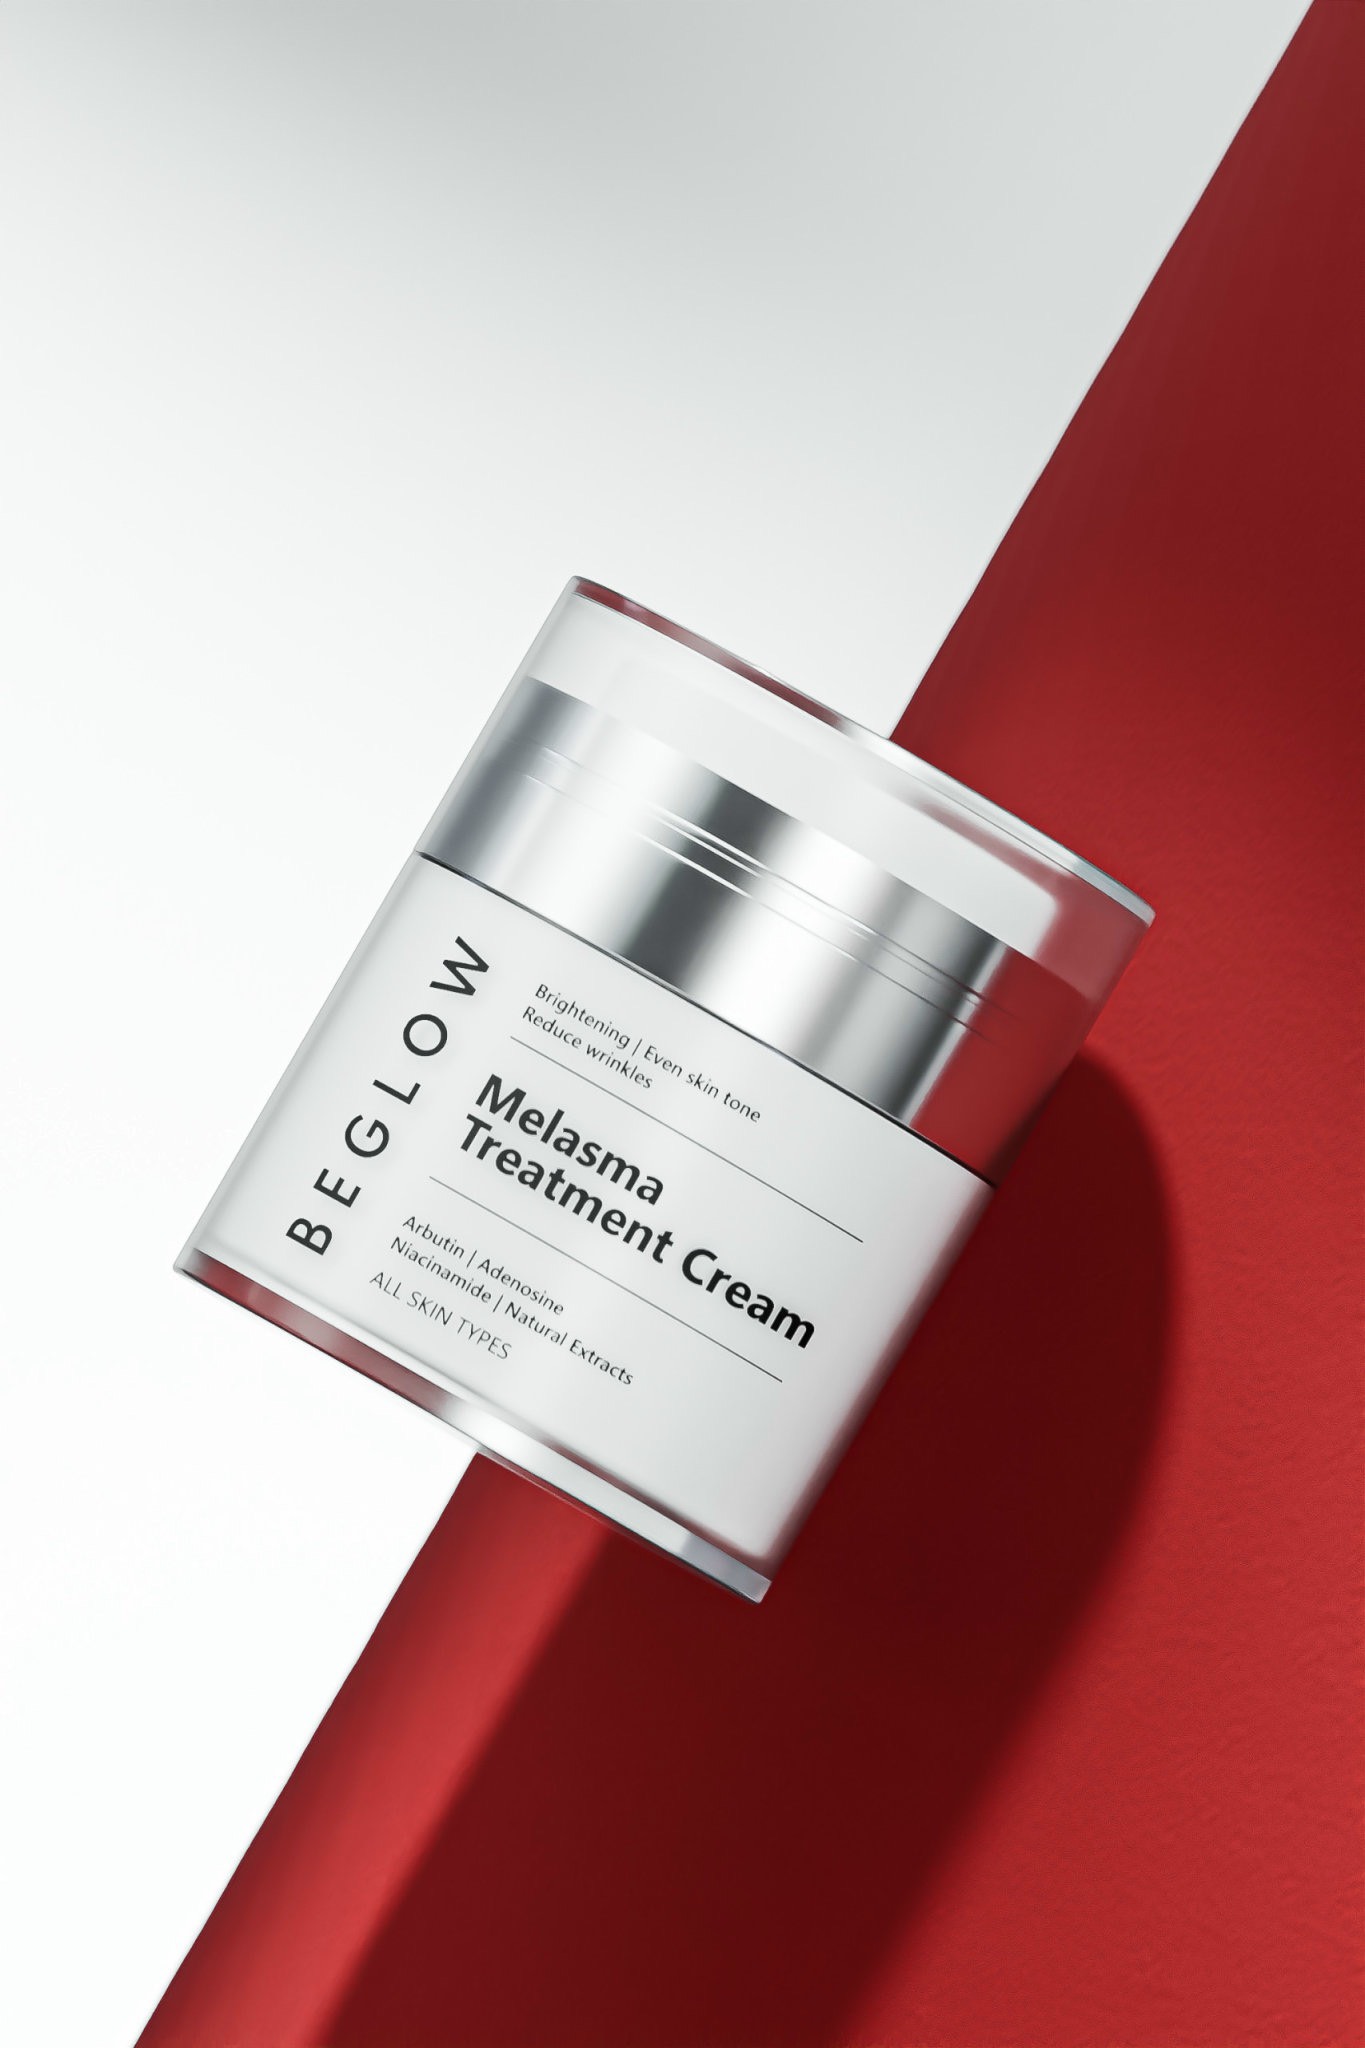 BEGLOW
Brightening | Even skin tone
Reduce wrinkles
Melasma
Treatment Cream
Arbutin | Adenosine
Niacinamide | Natural Extracts
ALL SKIN TYPES